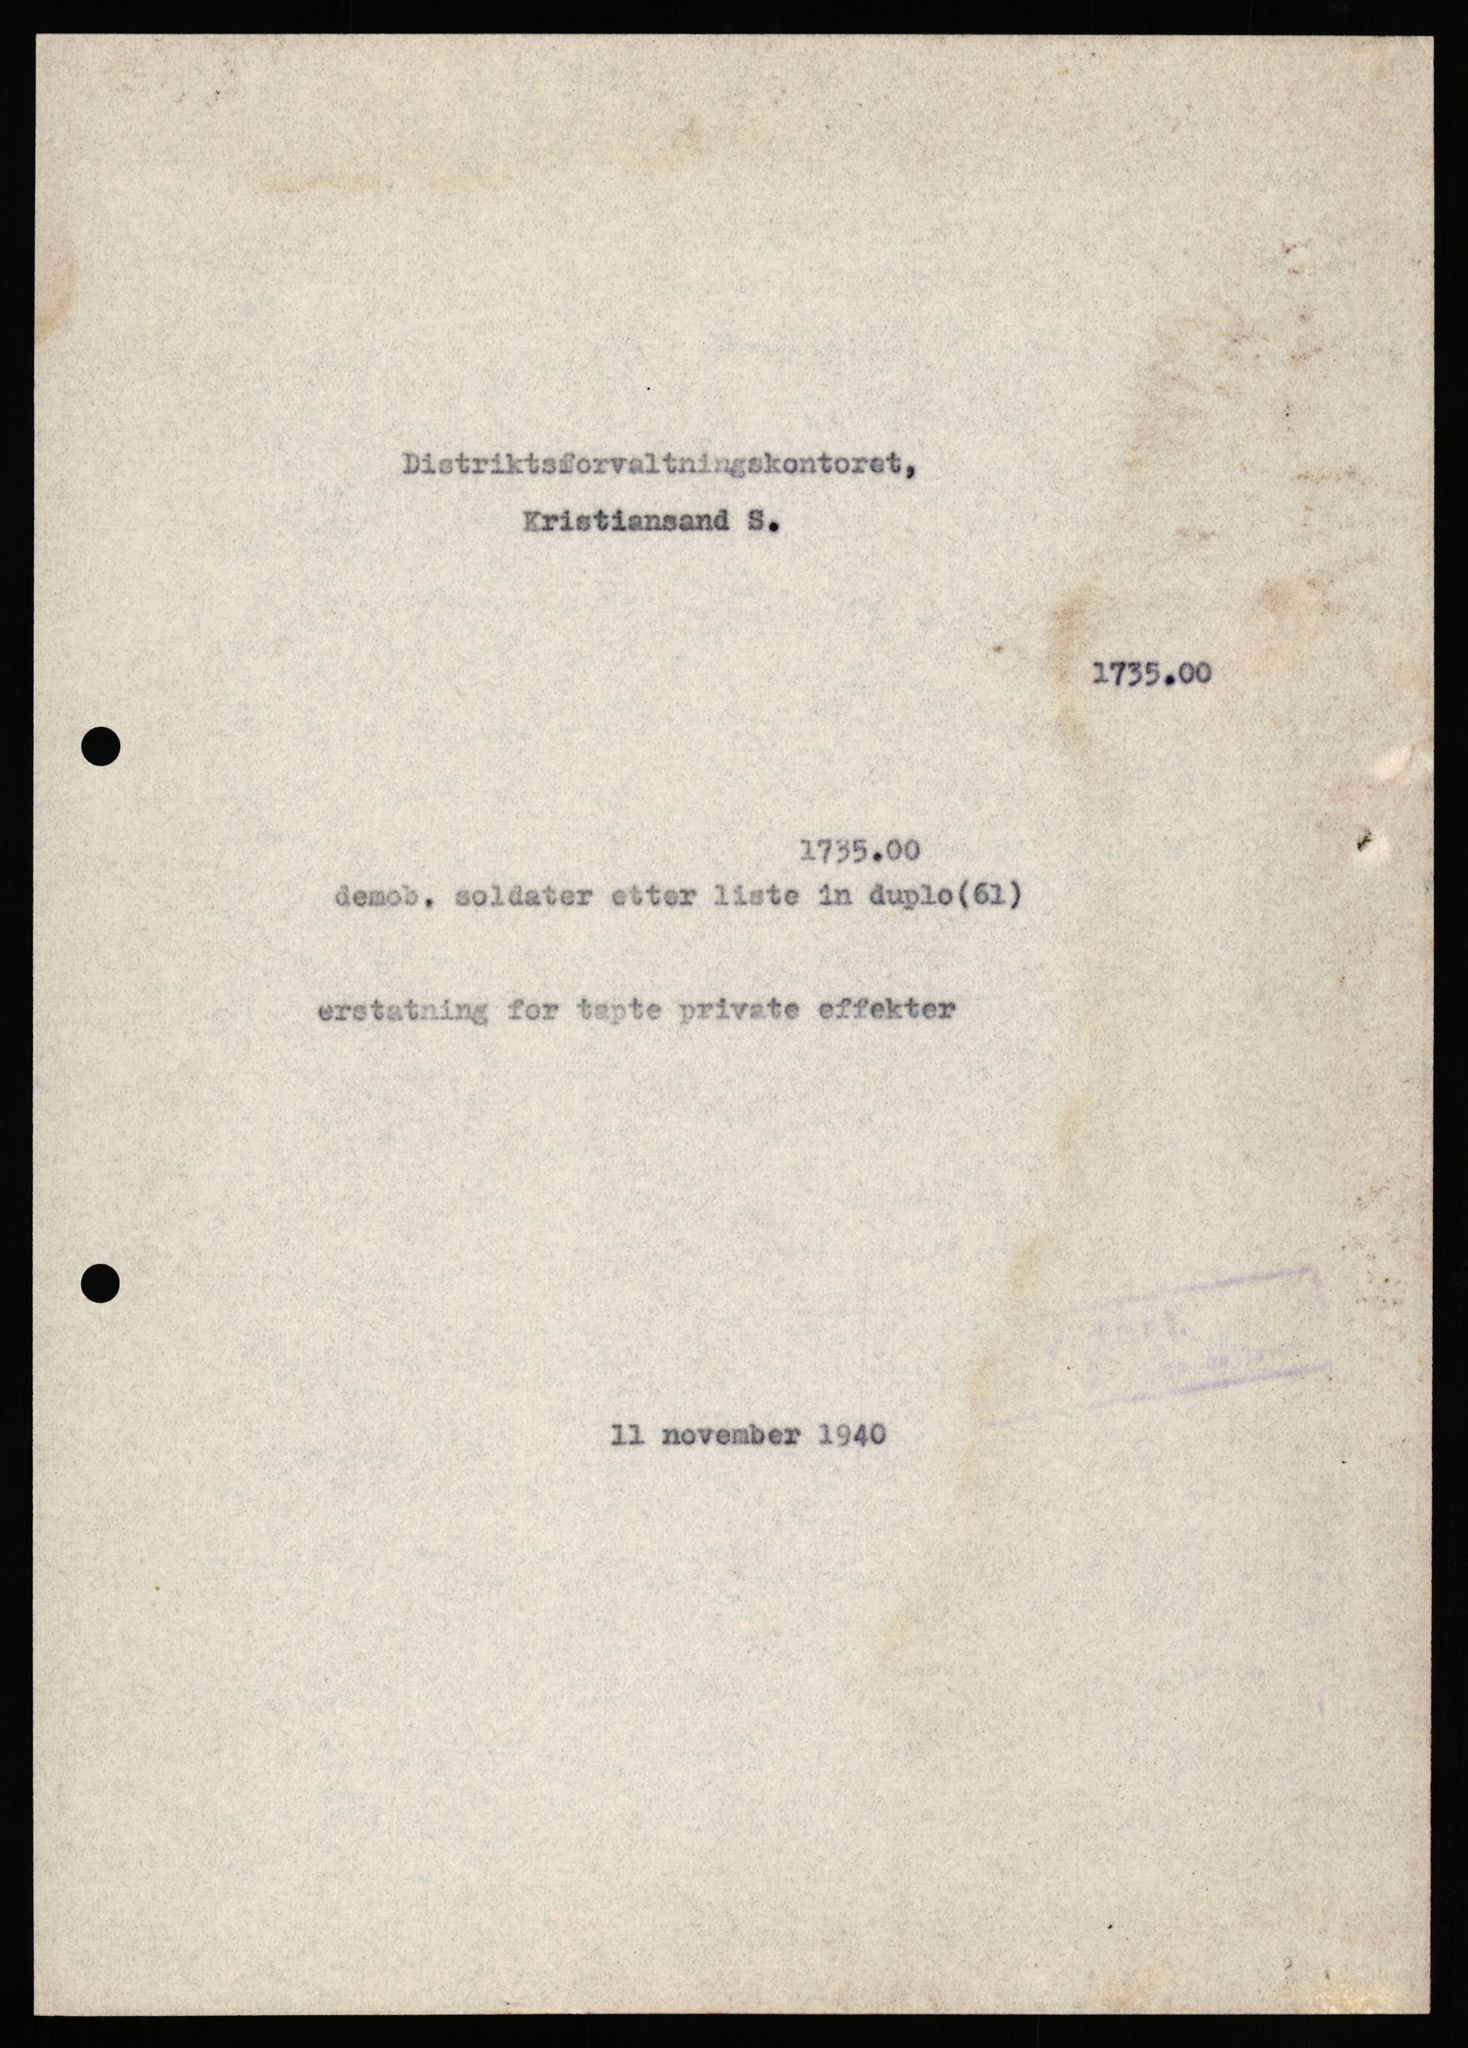 Distriktsforvaltningskontoret,
Kristiansand S.
1735.00
1735.00
demob. soldater etter liste in duplo(61)
erstatning for tapte private effekter
11 november 1940